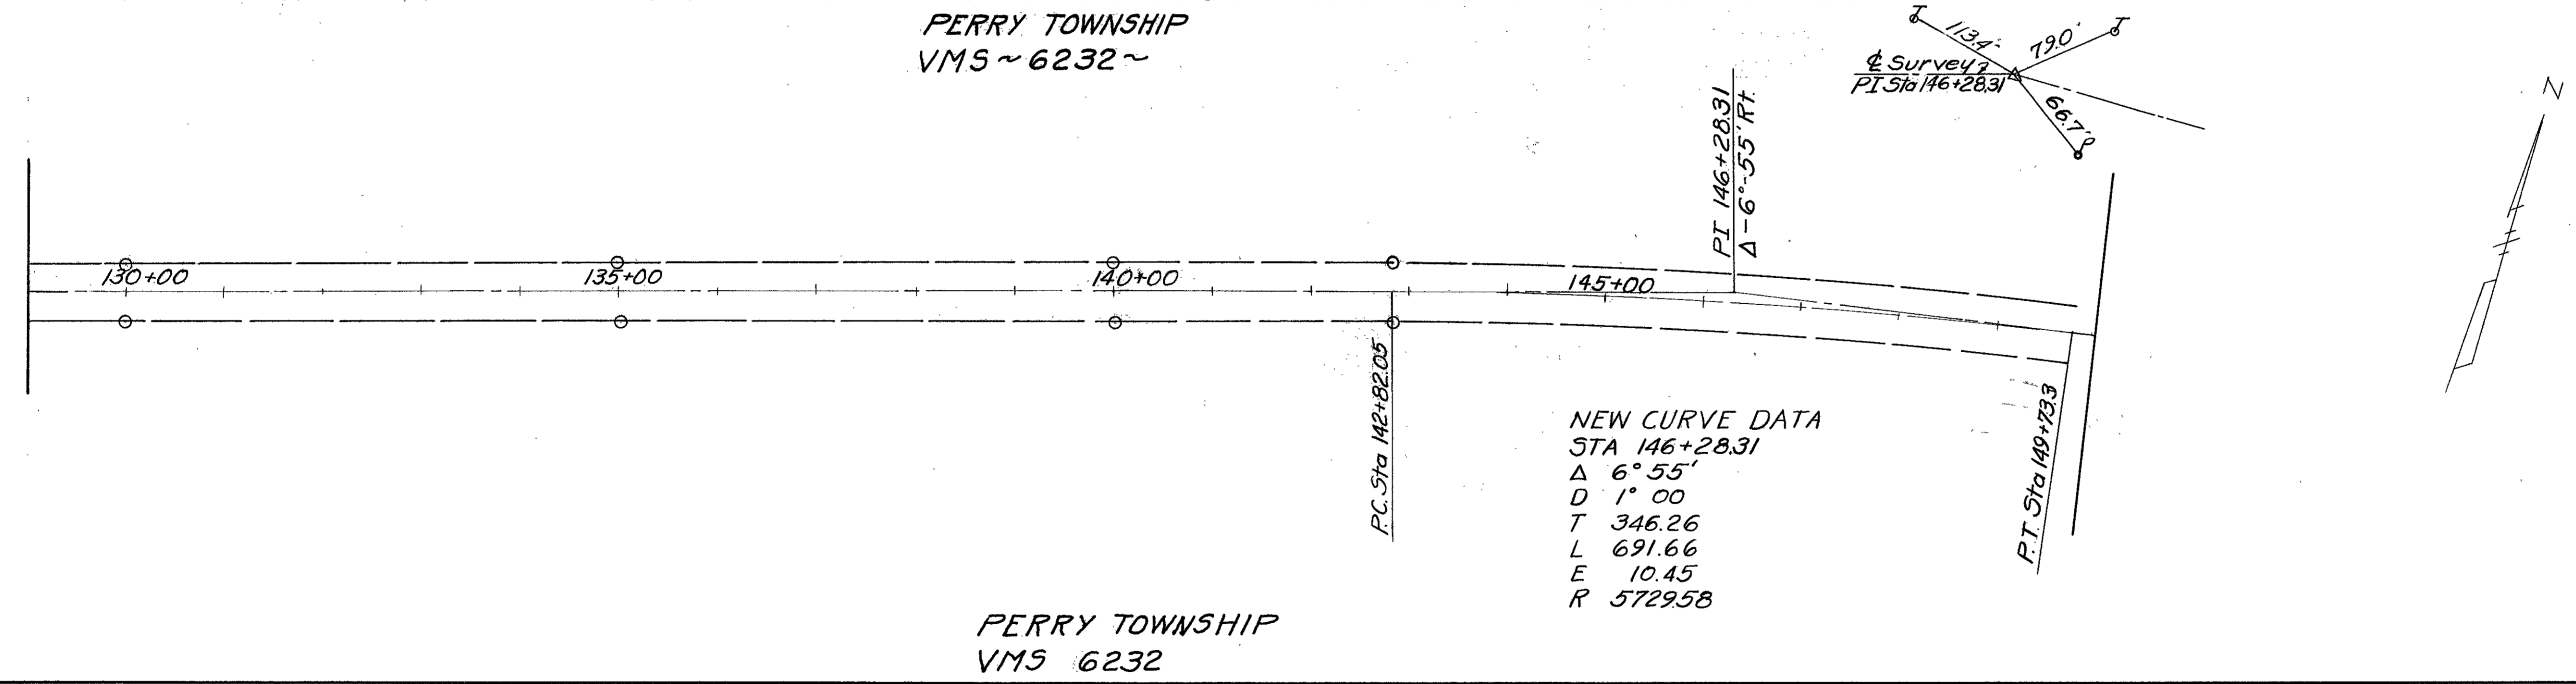 PERRY TOWNSHIP
VMS ~ 6232 ~
T
T
113.4'
79.0'
℄ Survey &
PI Sta 146+28.31
66.7'
P
N
PI 146+28.31
Δ-6°-55' Rt.
130+00
135+00
140+00
145+00
P.C. Sta 142+82.05
P.T. Sta 149+73.3
NEW CURVE DATA
STA 146+28.31
Δ 6° 55'
D 1° 00
T 346.26
L 691.66
E 10.45
R 5729.58
PERRY TOWNSHIP
VMS 6232